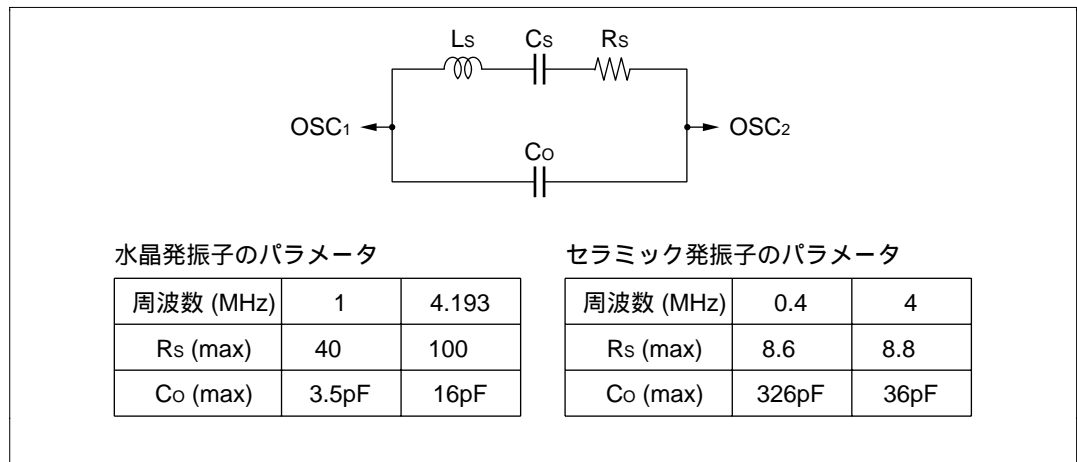 Ls Cs Rs
OSC1 OSC2
Co
水晶発振子のパラメータ
周波数 (MHz) 1 4.193
Rs (max) 40 100
Co (max) 3.5pF 16pF
セラミック発振子のパラメータ
周波数 (MHz) 0.4 4
Rs (max) 8.6 8.8
Co (max) 326pF 36pF